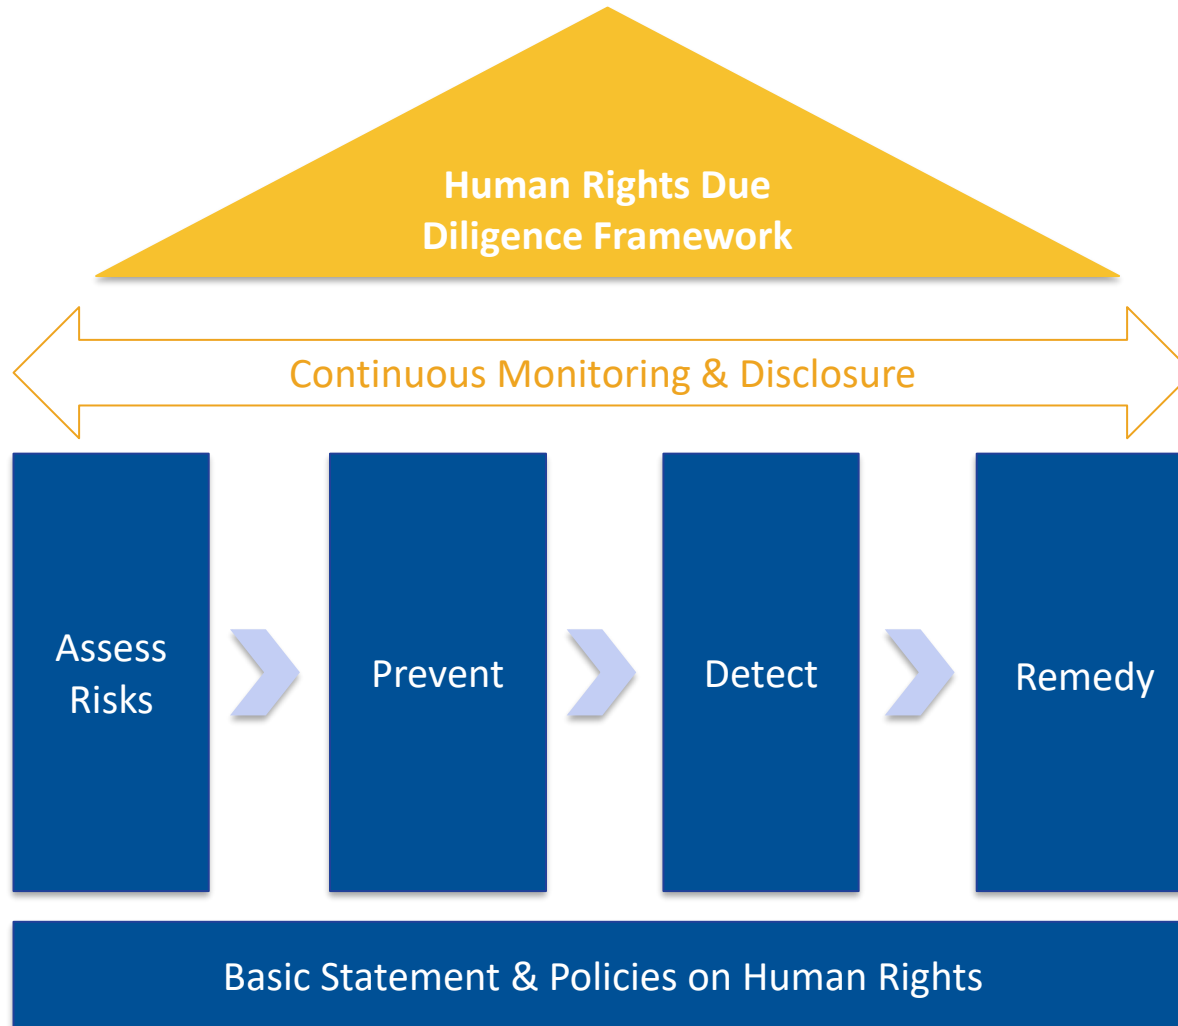 Human Rights Due
Diligence Framework
Continuous Monitoring & Disclosure
Assess
Risks
Prevent
Detect
Remedy
Basic Statement & Policies on Human Rights